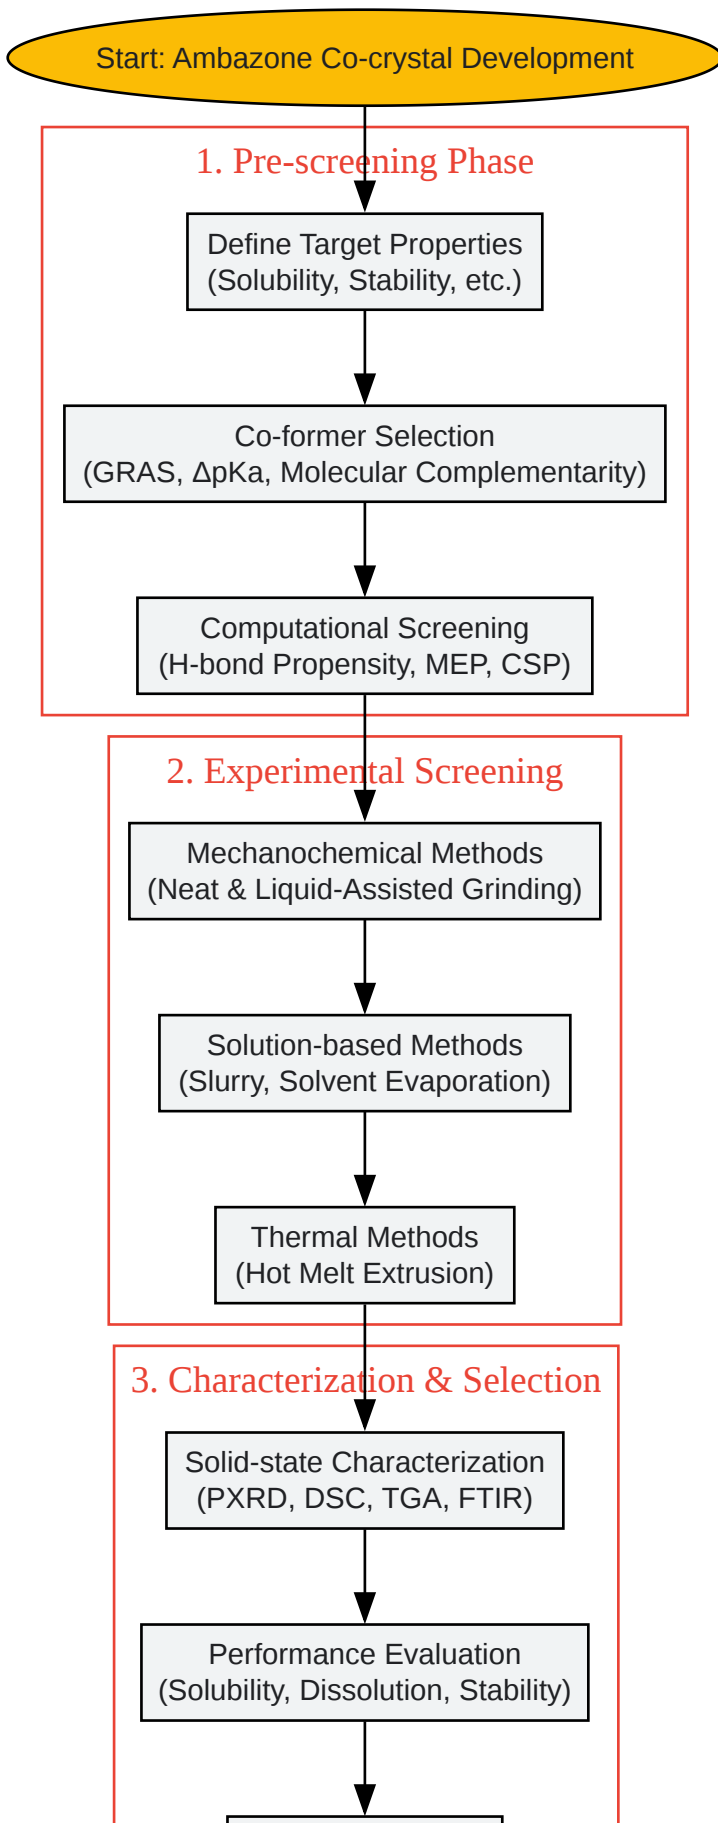 Start: Ambazone Co-crystal Development
1. Pre-screening Phase
Define Target Properties
(Solubility, Stability, etc.)
Co-former Selection
(GRAS, ΔpKa, Molecular Complementarity)
Computational Screening
(H-bond Propensity, MEP, CSP)
2. Experimental Screening
Mechanochemical Methods
(Neat & Liquid-Assisted Grinding)
Solution-based Methods
(Slurry, Solvent Evaporation)
Thermal Methods
(Hot Melt Extrusion)
3. Characterization & Selection
Solid-state Characterization
(PXRD, DSC, TGA, FTIR)
Performance Evaluation
(Solubility, Dissolution, Stability)